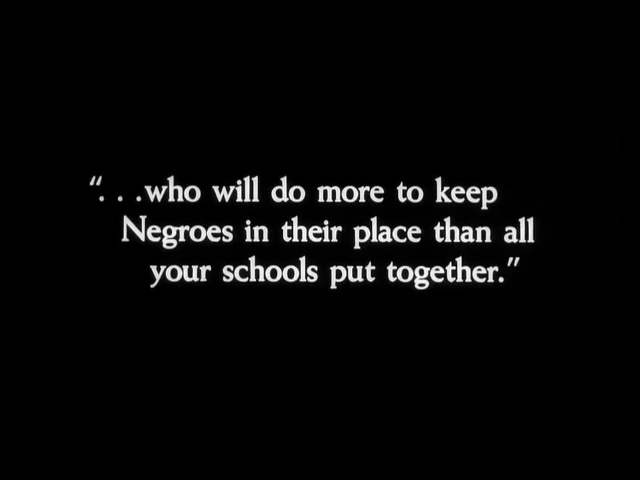 ". . .who will do more to keep
Negroes in their place than all
your schools put together."